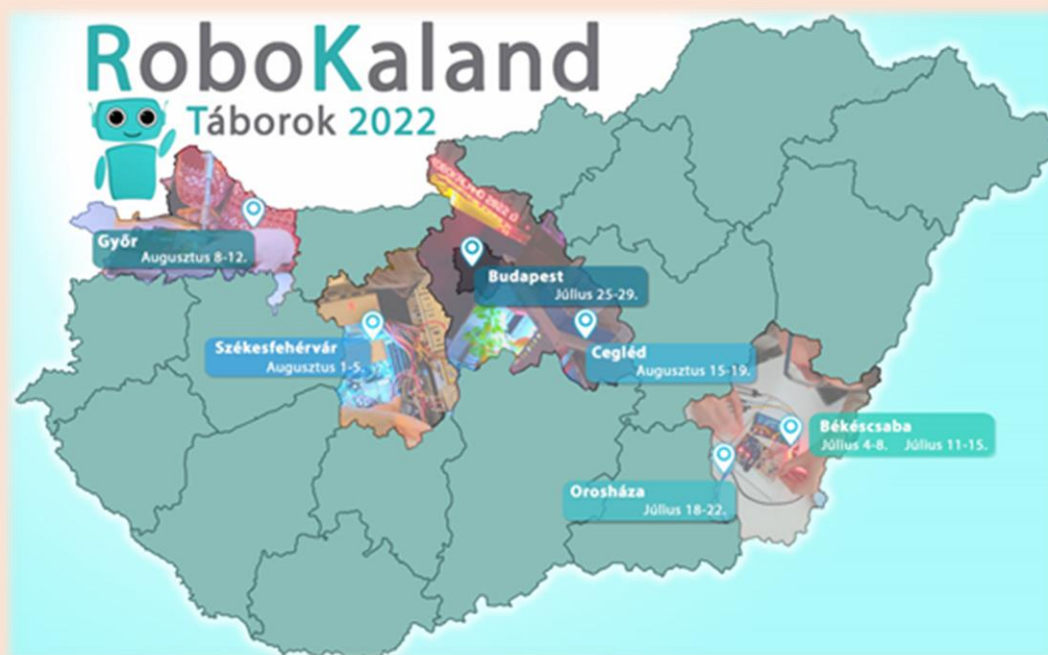 RoboKaland
Táborok 2022
Győr
Augusztus 8-12.
Budapest
Július 25-29.
Székesfehérvár
Augusztus 1-5.
Cegléd
Augusztus 15-19.
Békéscsaba
Július 4-8. Július 11-15.
Orosháza
Július 18-22.